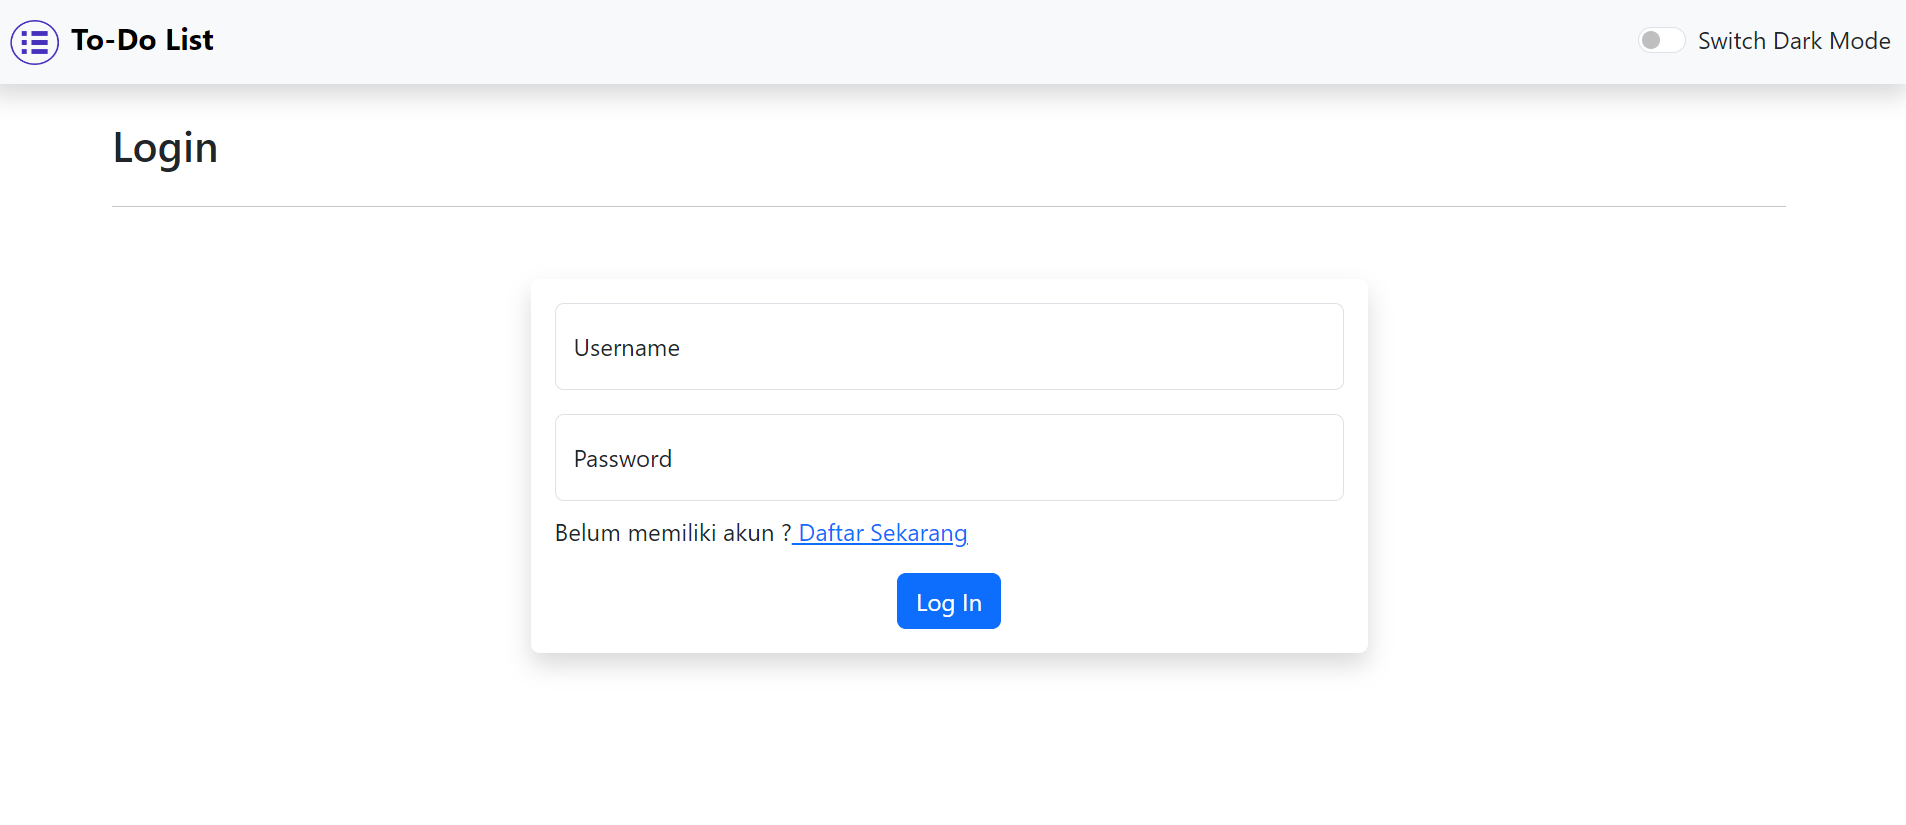 To-Do List
Switch Dark Mode
Login
Username
Password
Belum memiliki akun ? Daftar Sekarang
Log In